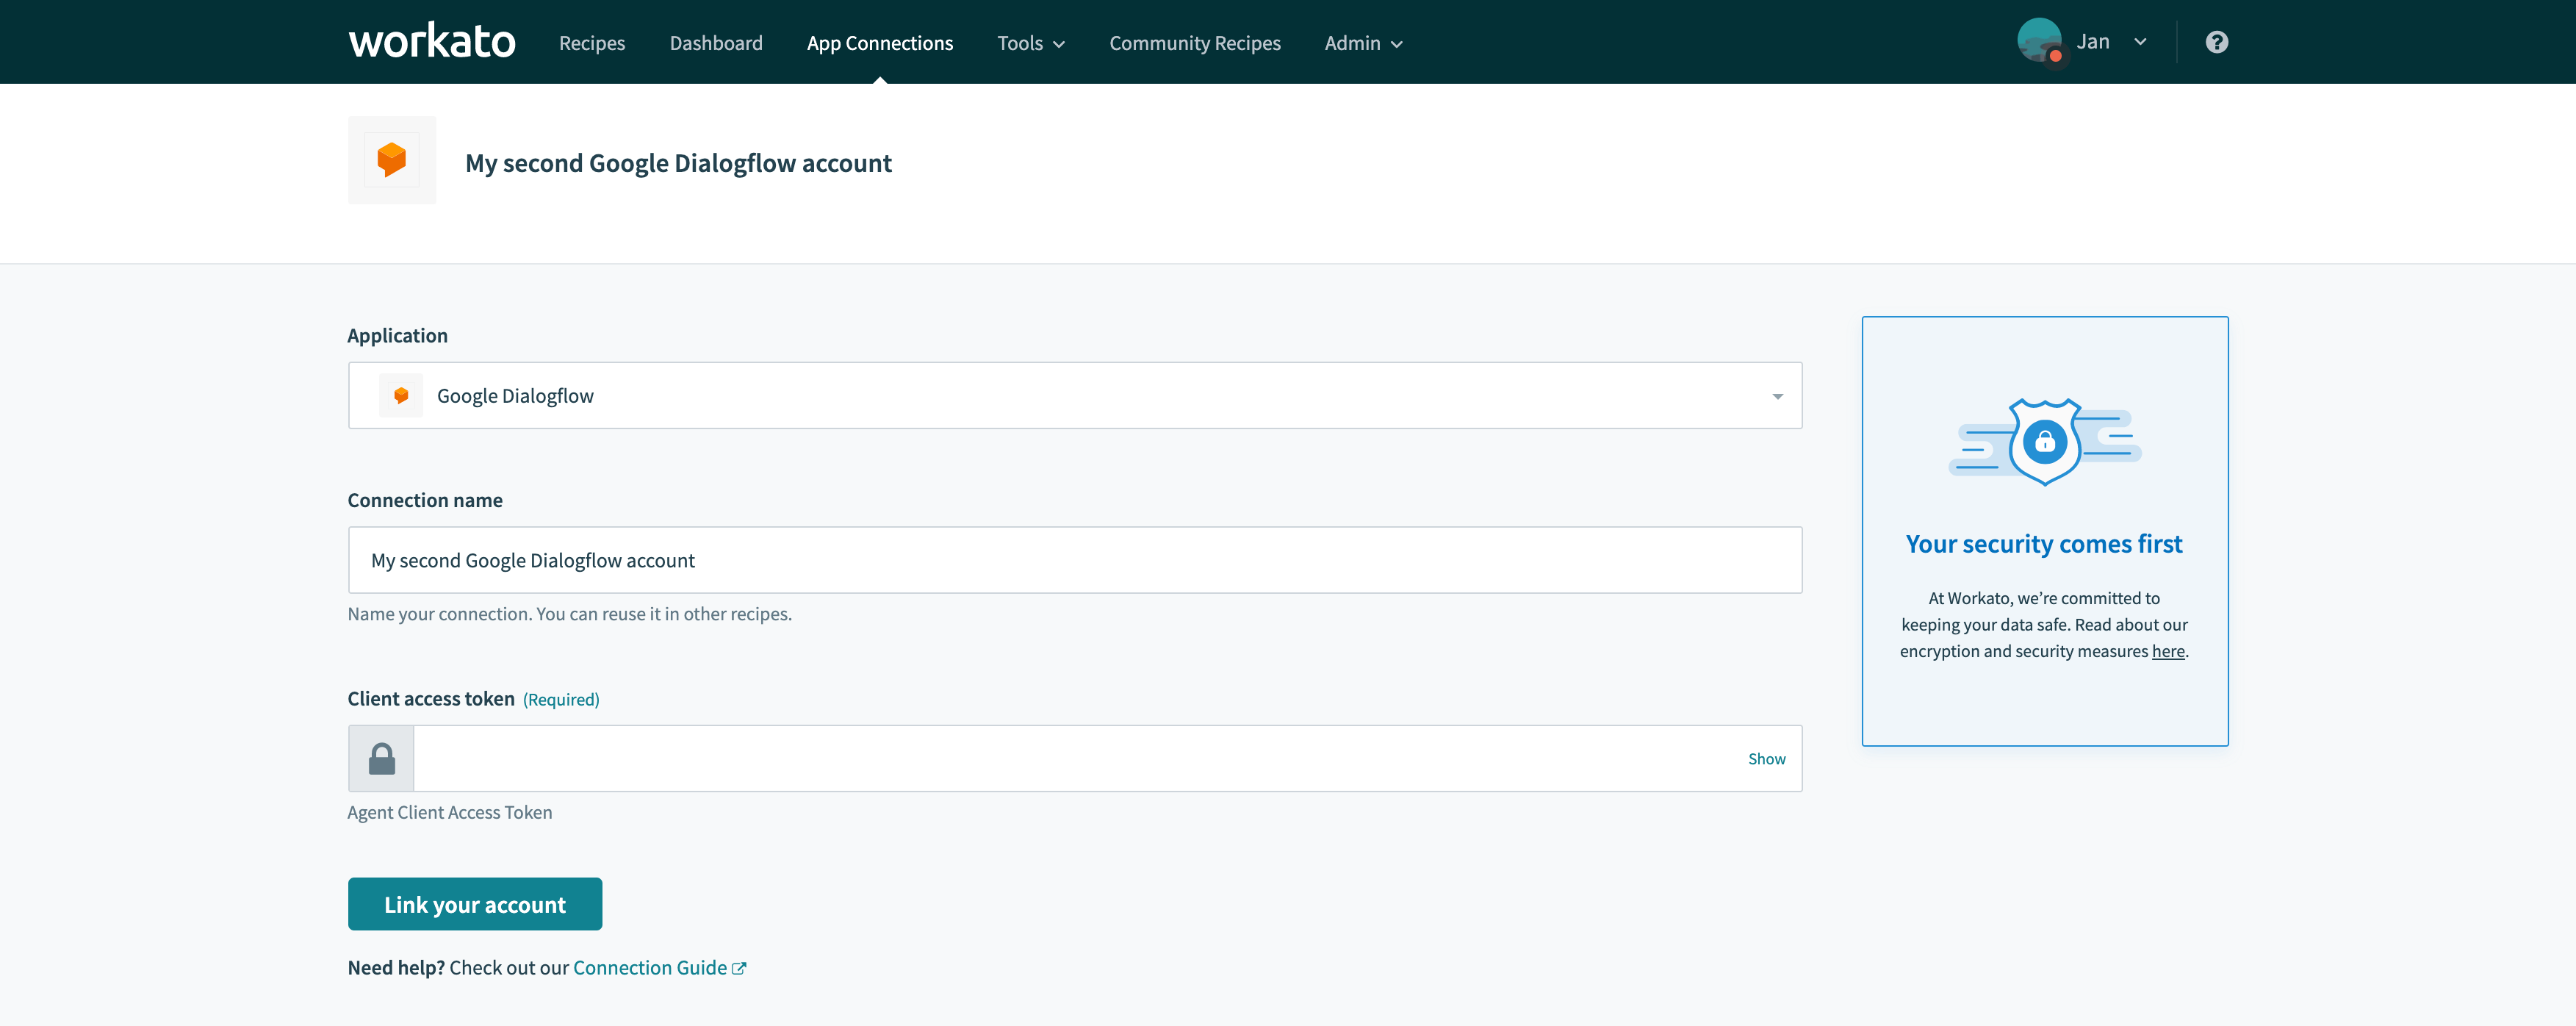 workato Recipes Dashboard App Connections Tools Community Recipes Admin Jan ?
My second Google Dialogflow account
Application
Google Dialogflow
Connection name
My second Google Dialogflow account
Name your connection. You can reuse it in other recipes.
Client access token (Required)
Show
Agent Client Access Token
Link your account
Need help? Check out our Connection Guide
Your security comes first
At Workato, we’re committed to
keeping your data safe. Read about our
encryption and security measures here.